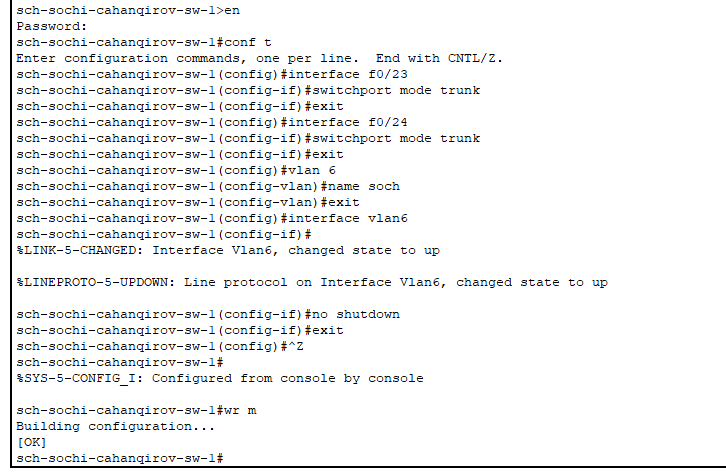 sch-sochi-cahanqirov-sw-1>en
Password:
sch-sochi-cahanqirov-sw-1#conf t
Enter configuration commands, one per line.  End with CNTL/Z.
sch-sochi-cahanqirov-sw-1(config)#interface f0/23
sch-sochi-cahanqirov-sw-1(config-if)#switchport mode trunk
sch-sochi-cahanqirov-sw-1(config-if)#exit
sch-sochi-cahanqirov-sw-1(config)#interface f0/24
sch-sochi-cahanqirov-sw-1(config-if)#switchport mode trunk
sch-sochi-cahanqirov-sw-1(config-if)#exit
sch-sochi-cahanqirov-sw-1(config)#vlan 6
sch-sochi-cahanqirov-sw-1(config-vlan)#name soch
sch-sochi-cahanqirov-sw-1(config-vlan)#exit
sch-sochi-cahanqirov-sw-1(config)#interface vlan6
sch-sochi-cahanqirov-sw-1(config-if)#
%LINK-5-CHANGED: Interface Vlan6, changed state to up
%LINEPROTO-5-UPDOWN: Line protocol on Interface Vlan6, changed state to up
sch-sochi-cahanqirov-sw-1(config-if)#no shutdown
sch-sochi-cahanqirov-sw-1(config-if)#exit
sch-sochi-cahanqirov-sw-1(config)#^Z
sch-sochi-cahanqirov-sw-1#
%SYS-5-CONFIG_I: Configured from console by console
sch-sochi-cahanqirov-sw-1#wr m
Building configuration...
[OK]
sch-sochi-cahanqirov-sw-1#